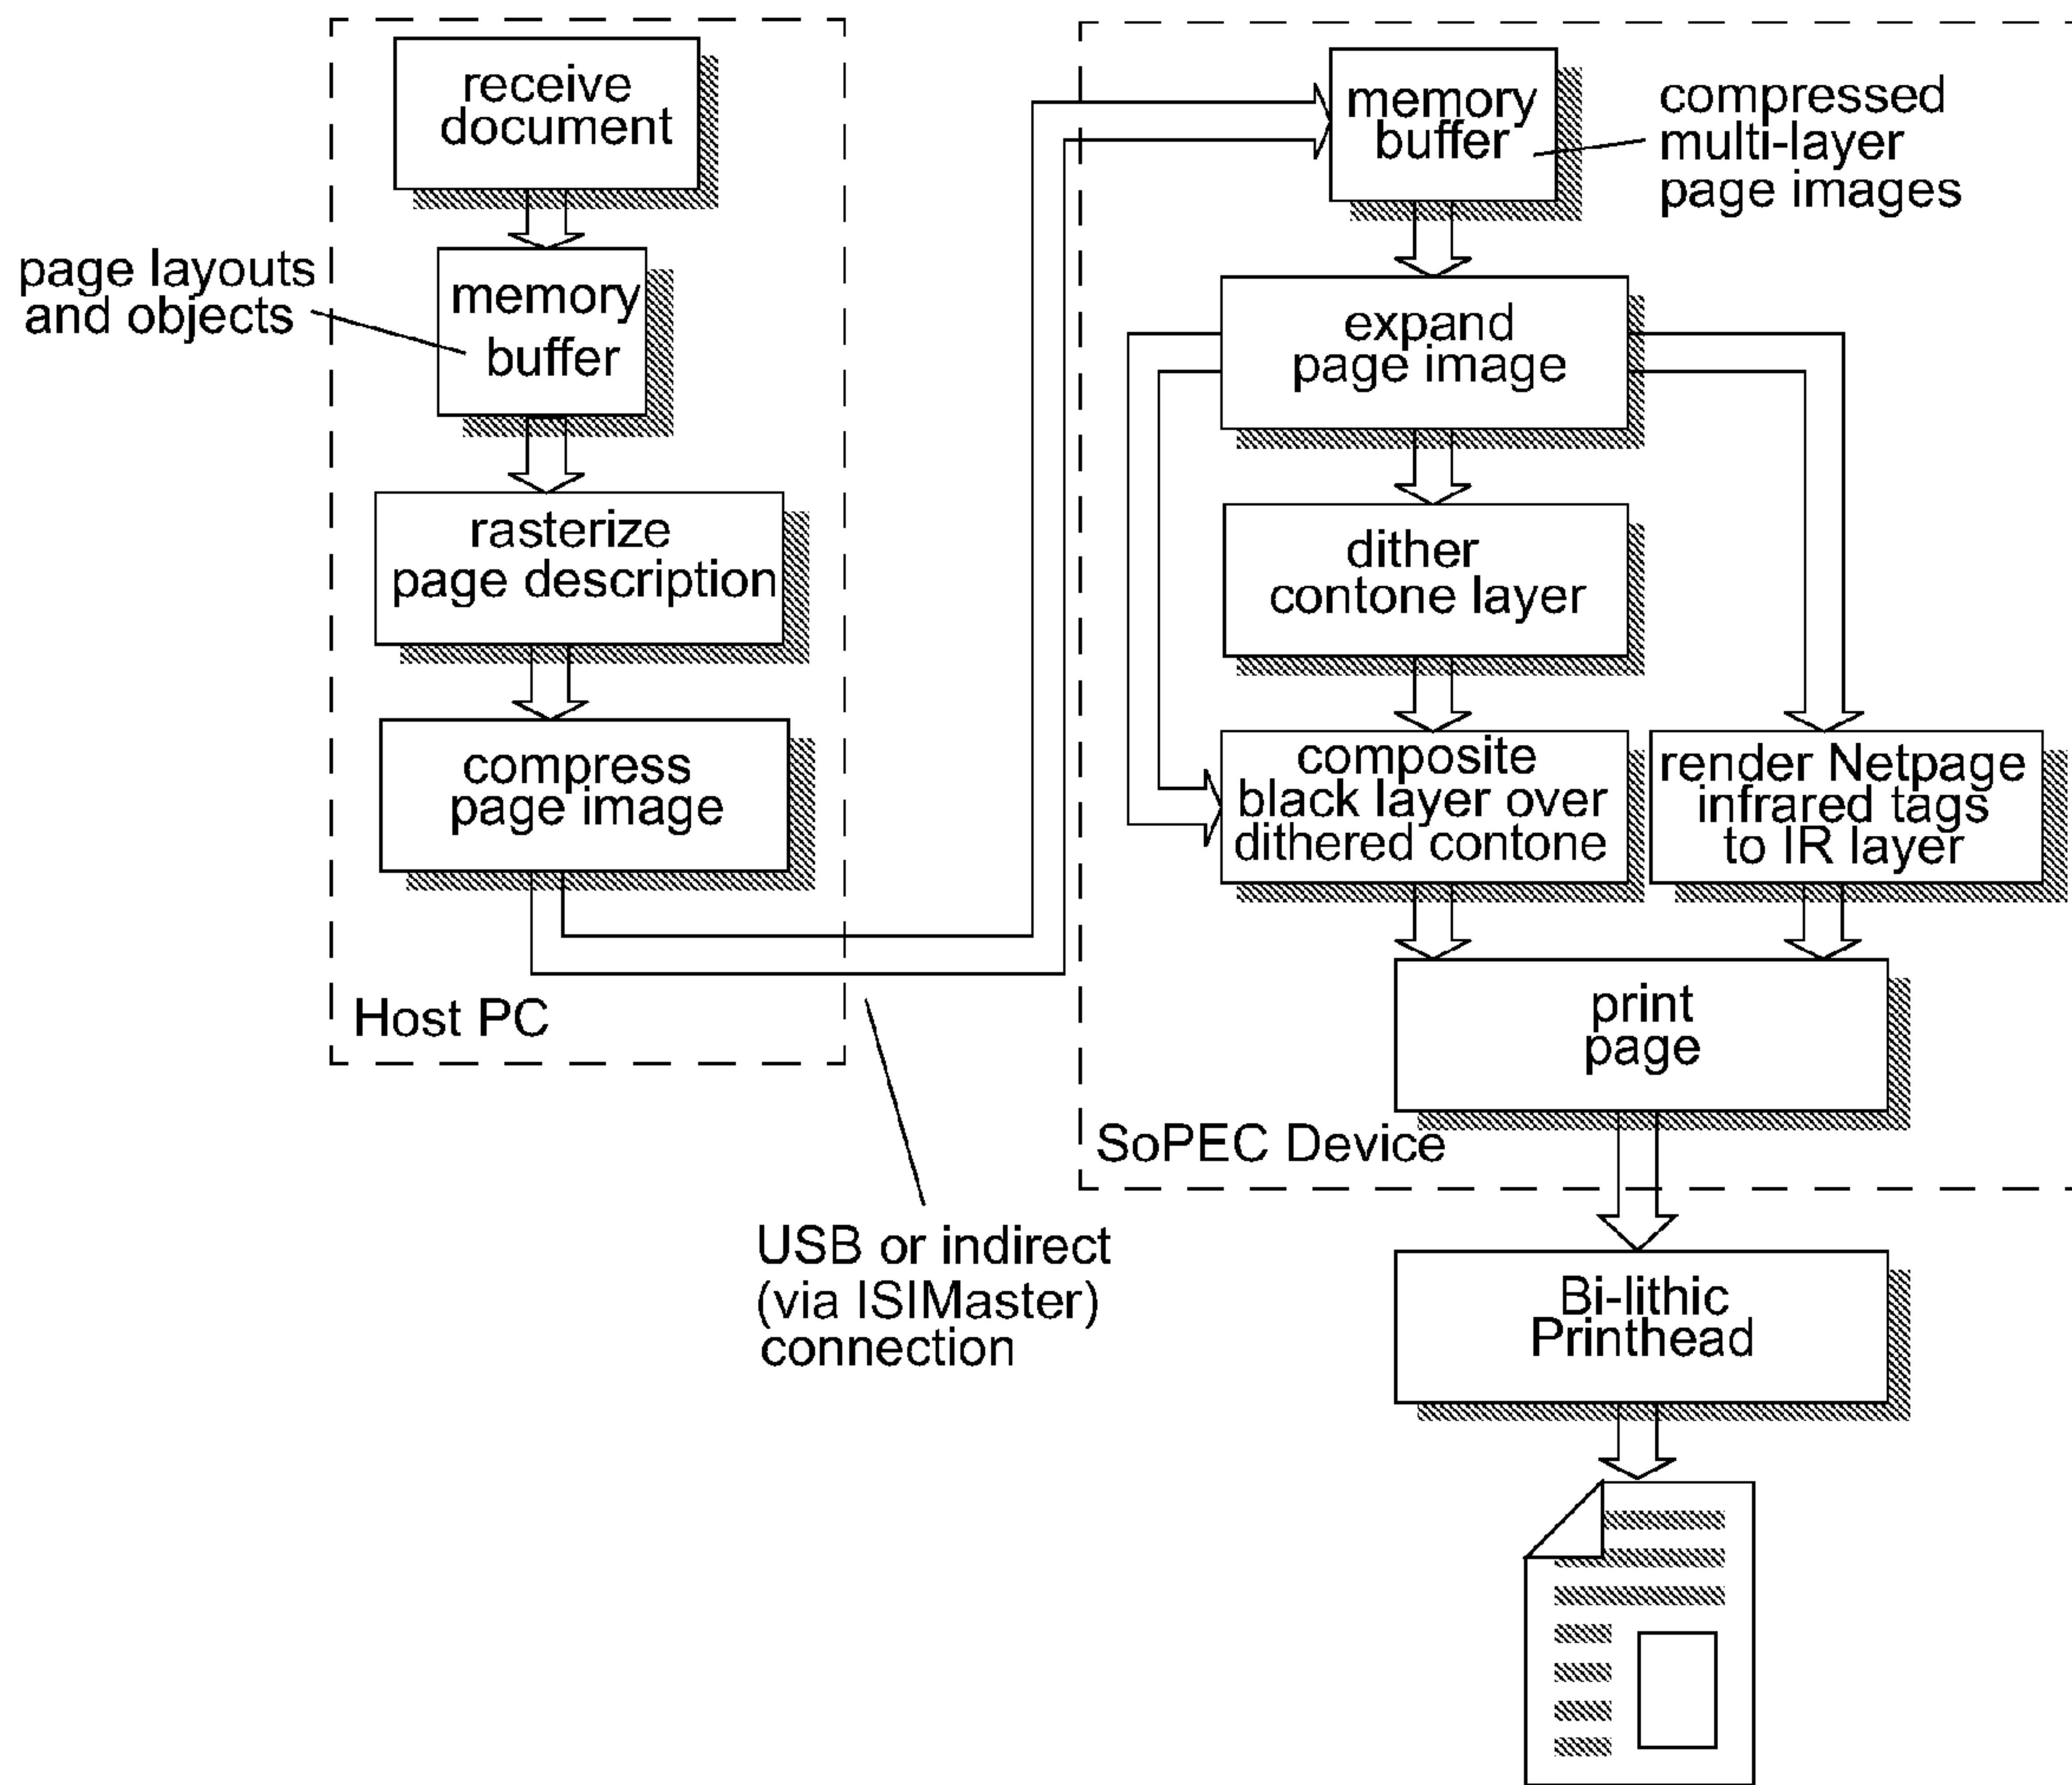 receive
document
page layouts
and objects
memory
buffer
rasterize
page description
compress
page image
Host PC
USB or indirect
(via ISIMaster)
connection
memory
buffer
compressed
multi-layer
page images
expand
page image
dither
contone layer
composite
black layer over
dithered contone
render Netpage
infrared tags
to IR layer
print
page
SoPEC Device
Bi-lithic
Printhead